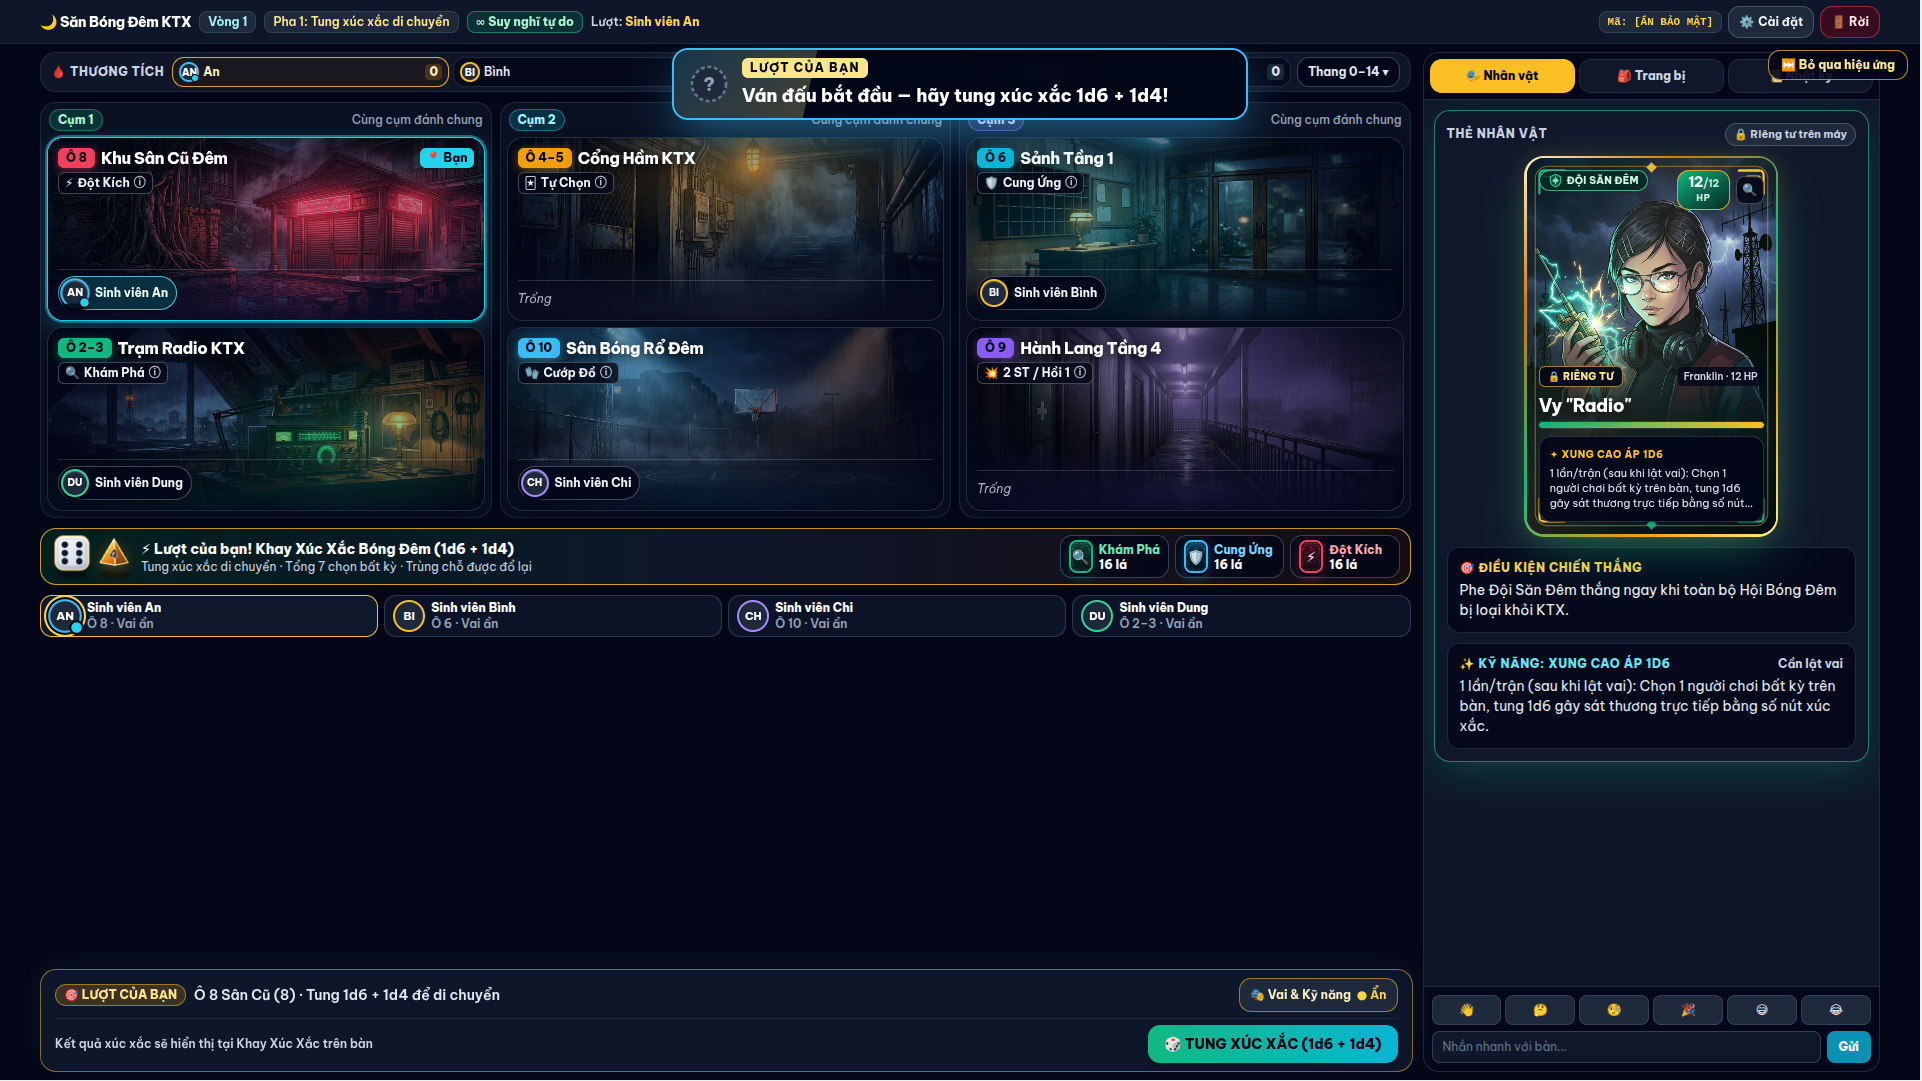 🌙 Săn Bóng Đêm KTX
Vòng 1
Pha 1: Tung xúc xắc di chuyển
∞ Suy nghĩ tự do
Lượt: Sinh viên An
Mã: [ẨN BẢO MẬT]
⚙️ Cài đặt
🚪 Rời
🩸 THƯƠNG TÍCH
AN An 0
BI Bình
0
Thang 0–14 ▾
?
LƯỢT CỦA BẠN
Ván đấu bắt đầu — hãy tung xúc xắc 1d6 + 1d4!
⏩ Bỏ qua hiệu ứng
Cụm 1
Cùng cụm đánh chung
Ô 8 Khu Sân Cũ Đêm
📍 Bạn
⚡ Đột Kích ⓘ
AN Sinh viên An
Ô 2–3 Trạm Radio KTX
🔍 Khám Phá ⓘ
DU Sinh viên Dung
Cụm 2
Cùng cụm đánh chung
Ô 4–5 Cổng Hầm KTX
🃏 Tự Chọn ⓘ
Trống
Ô 10 Sân Bóng Rổ Đêm
🧤 Cướp Đồ ⓘ
CH Sinh viên Chi
Cụm 3
Cùng cụm đánh chung
Ô 6 Sảnh Tầng 1
🛡️ Cung Ứng ⓘ
BI Sinh viên Bình
Ô 9 Hành Lang Tầng 4
💥 2 ST / Hồi 1 ⓘ
Trống
4
⚡ Lượt của bạn! Khay Xúc Xắc Bóng Đêm (1d6 + 1d4)
Tung xúc xắc di chuyển · Tổng 7 chọn bất kỳ · Trùng chỗ được đổ lại
🔍 Khám Phá
16 lá
🛡️ Cung Ứng
16 lá
⚡ Đột Kích
16 lá
AN Sinh viên An
Ô 8 · Vai ẩn
BI Sinh viên Bình
Ô 6 · Vai ẩn
CH Sinh viên Chi
Ô 10 · Vai ẩn
DU Sinh viên Dung
Ô 2–3 · Vai ẩn
🎯 LƯỢT CỦA BẠN
Ô 8 Sân Cũ (8) · Tung 1d6 + 1d4 để di chuyển
🎭 Vai & Kỹ năng ● Ẩn
Kết quả xúc xắc sẽ hiển thị tại Khay Xúc Xắc trên bàn
🎲 TUNG XÚC XẮC (1d6 + 1d4)
🎭 Nhân vật
🎒 Trang bị
Nhật ký
THẺ NHÂN VẬT
🔒 Riêng tư trên máy
ĐỘI SĂN ĐÊM
12/12
HP
🔍
🔒 RIÊNG TƯ
Franklin · 12 HP
Vy "Radio"
✦ XUNG CAO ÁP 1D6
1 lần/trận (sau khi lật vai): Chọn 1
người chơi bất kỳ trên bàn, tung 1d6
gây sát thương trực tiếp bằng số nút...
🎯 ĐIỀU KIỆN CHIẾN THẮNG
Phe Đội Săn Đêm thắng ngay khi toàn bộ Hội Bóng Đêm
bị loại khỏi KTX.
✨ KỸ NĂNG: XUNG CAO ÁP 1D6
Cần lật vai
1 lần/trận (sau khi lật vai): Chọn 1 người chơi bất kỳ trên
bàn, tung 1d6 gây sát thương trực tiếp bằng số nút xúc
xắc.
Nhắn nhanh với bàn...
Gửi